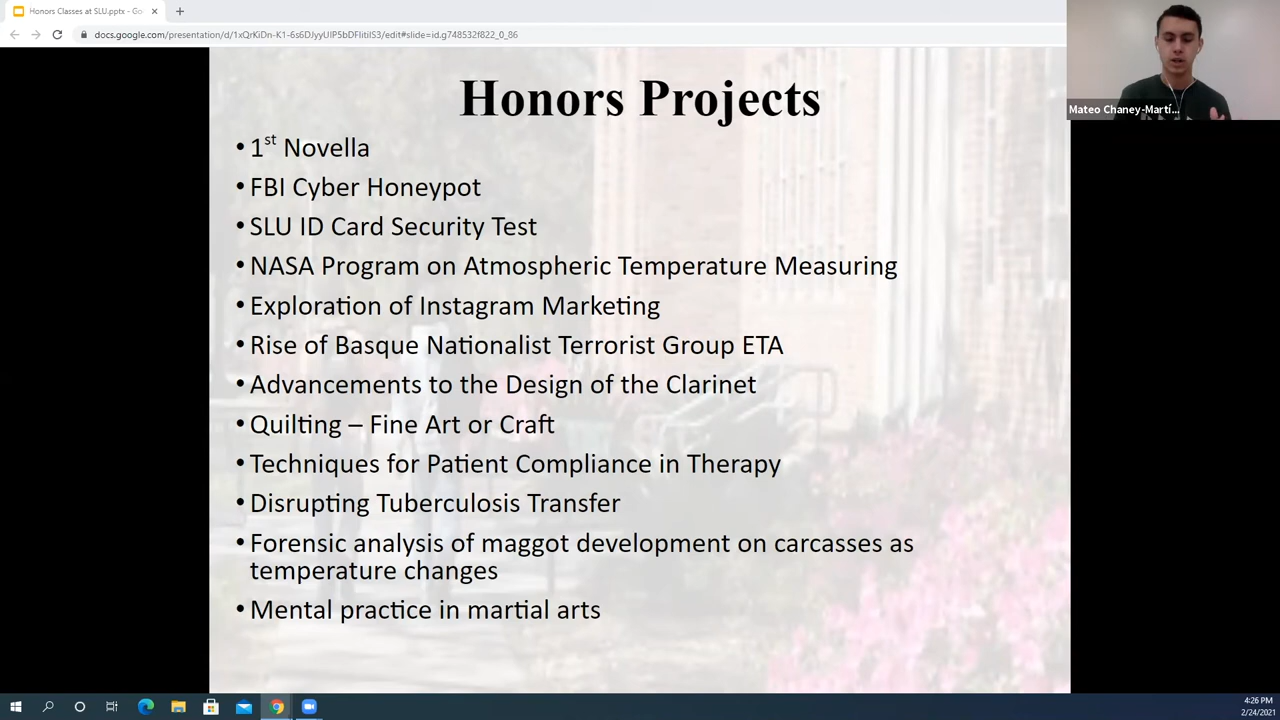 Honors Classes at SLU.pptx - Go
docs.google.com/presentation/d/1xQrKiDn-K1-6s6DJyyUIP5bDFIitiIS3/edit#slide=id.g748532f822_0_86
Mateo Chaney-Martí...
Honors Projects
• 1st Novella
• FBI Cyber Honeypot
• SLU ID Card Security Test
• NASA Program on Atmospheric Temperature Measuring
• Exploration of Instagram Marketing
• Rise of Basque Nationalist Terrorist Group ETA
• Advancements to the Design of the Clarinet
• Quilting – Fine Art or Craft
• Techniques for Patient Compliance in Therapy
• Disrupting Tuberculosis Transfer
• Forensic analysis of maggot development on carcasses as
temperature changes
• Mental practice in martial arts
4:26 PM
2/24/2021